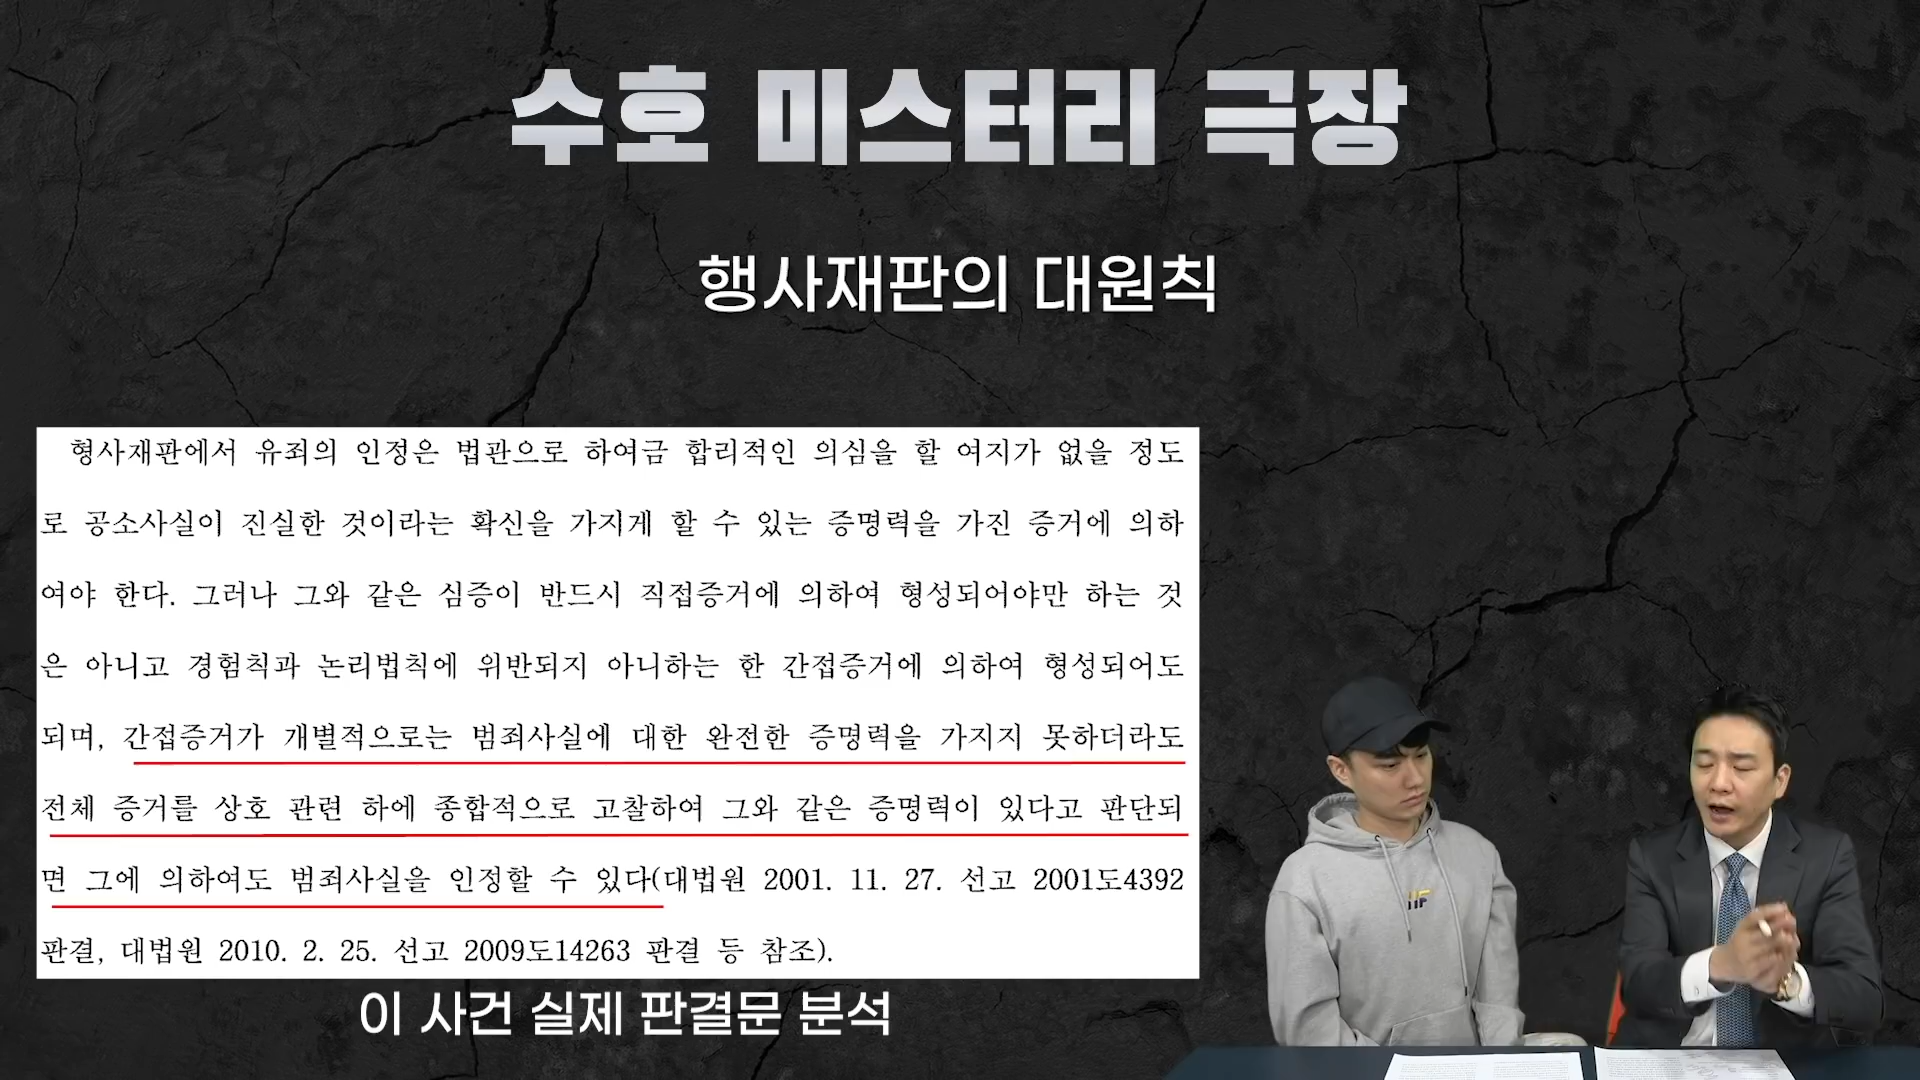 수호 미스터리 극장
행사재판의 대원칙
형사재판에서 유죄의 인정은 법관으로 하여금 합리적인 의심을 할 여지가 없을 정도
로 공소사실이 진실한 것이라는 확신을 가지게 할 수 있는 증명력을 가진 증거에 의하
여야 한다. 그러나 그와 같은 심증이 반드시 직접증거에 의하여 형성되어야만 하는 것
은 아니고 경험칙과 논리법칙에 위반되지 아니하는 한 간접증거에 의하여 형성되어도
되며, 간접증거가 개별적으로는 범죄사실에 대한 완전한 증명력을 가지지 못하더라도
전체 증거를 상호 관련 하에 종합적으로 고찰하여 그와 같은 증명력이 있다고 판단되
면 그에 의하여도 범죄사실을 인정할 수 있다(대법원 2001. 11. 27. 선고 2001도4392
판결, 대법원 2010. 2. 25. 선고 2009도14263 판결 등 참조).
이 사건 실제 판결문 분석